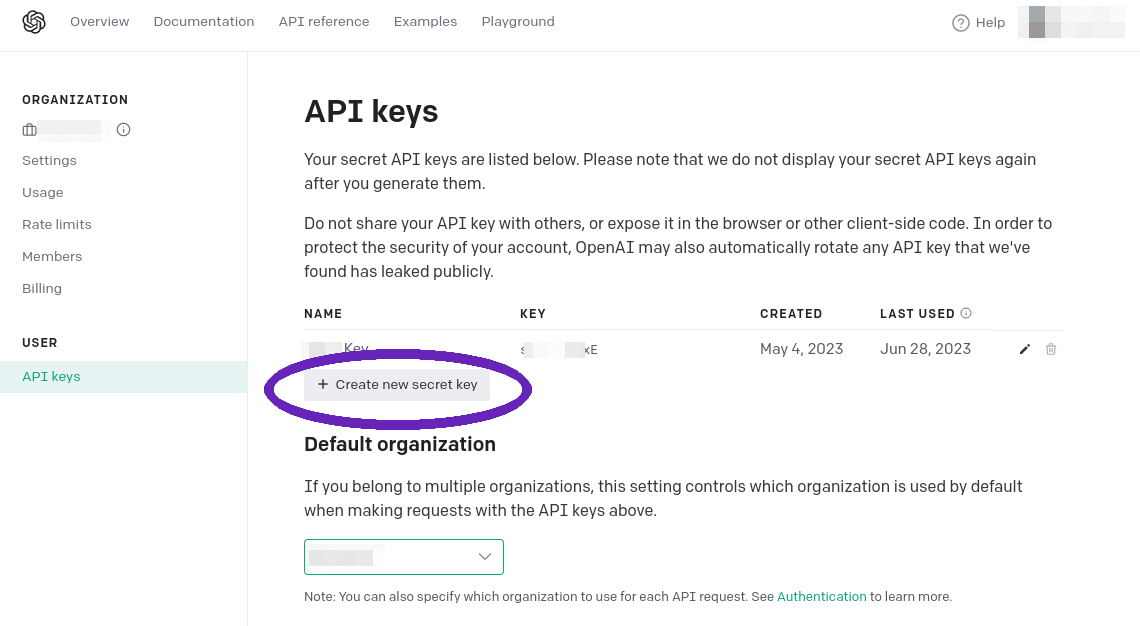 Overview Documentation API reference Examples Playground Help
ORGANIZATION
Settings
Usage
Rate limits
Members
Billing
USER
API keys
API keys
Your secret API keys are listed below. Please note that we do not display your secret API keys again
after you generate them.
Do not share your API key with others, or expose it in the browser or other client-side code. In order to
protect the security of your account, OpenAI may also automatically rotate any API key that we've
found has leaked publicly.
NAME KEY CREATED LAST USED
Key s xE May 4, 2023 Jun 28, 2023
+ Create new secret key
Default organization
If you belong to multiple organizations, this setting controls which organization is used by default
when making requests with the API keys above.
Note: You can also specify which organization to use for each API request. See Authentication to learn more.